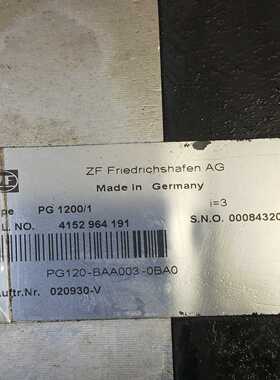 ZF Friedrichshafen AG
Made in Germany
ZF
pe PG 1200/1 i=3
L. NO. 4152 964 191 S.N.O. 00084320
PG120-BAA003-0BA0
uftr.Nr. 020930-V